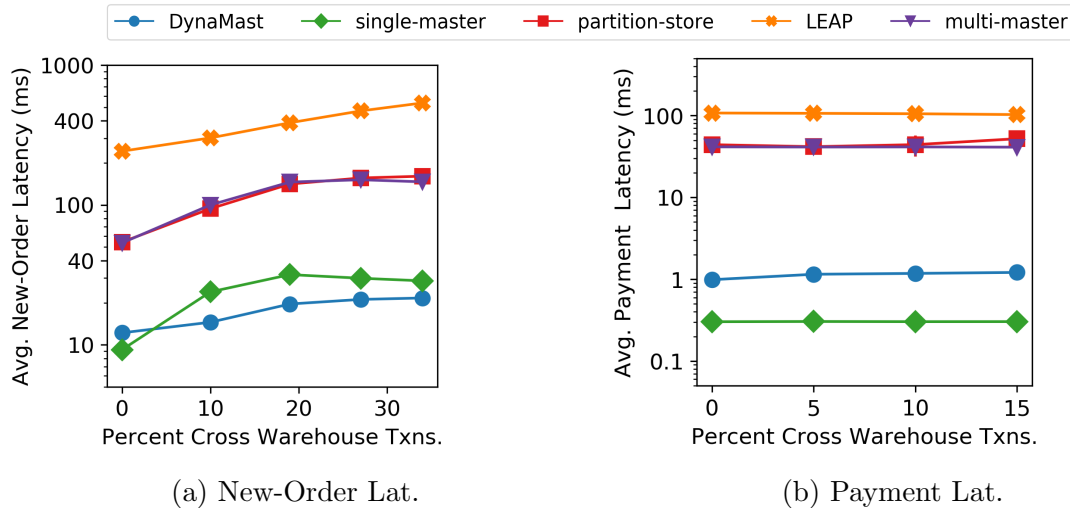 DynaMast single-master partition-store LEAP multi-master
Avg. New-Order Latency (ms)
1000
400
100
40
10
0 10 20 30
Percent Cross Warehouse Txns.
(a) New-Order Lat.
Avg. Payment Latency (ms)
100
10
1
0.1
0 5 10 15
Percent Cross Warehouse Txns.
(b) Payment Lat.